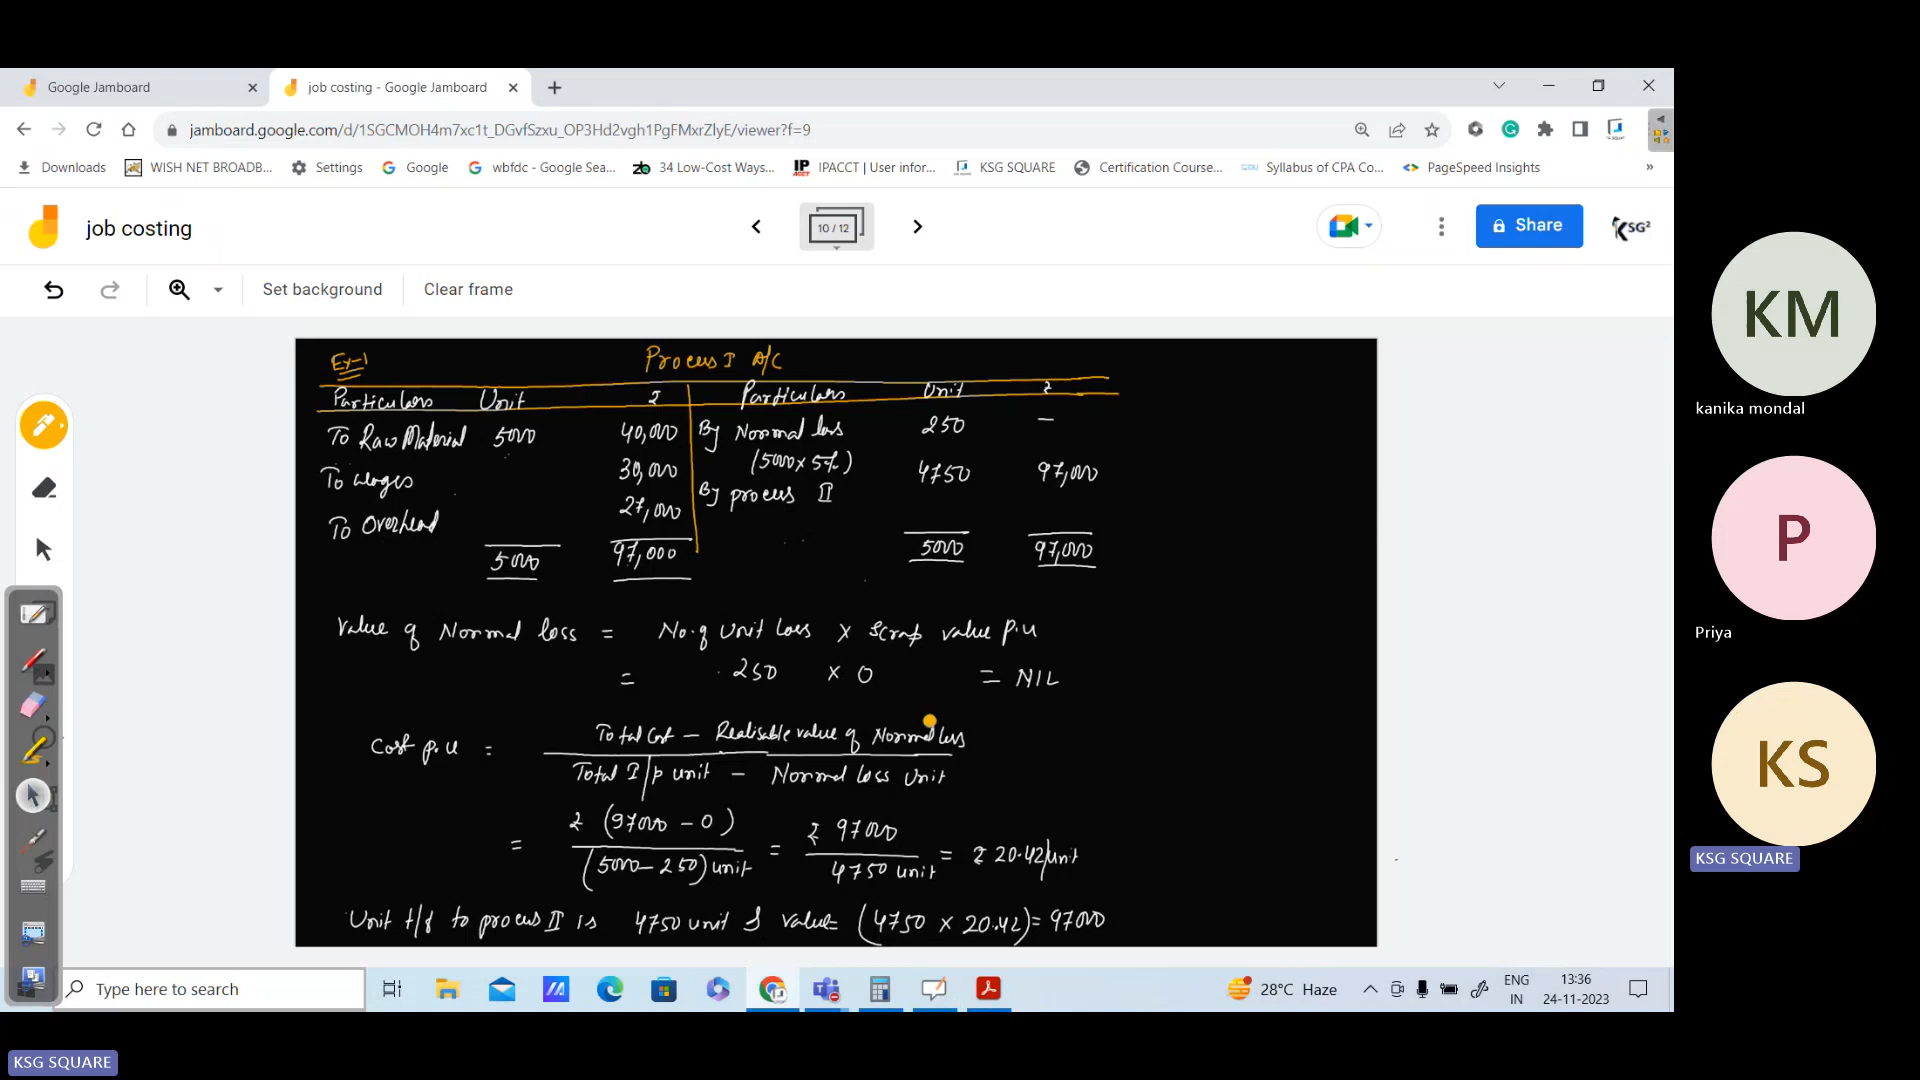 Google Jamboard
job costing - Google Jamboard
jamboard.google.com/d/1SGCMOH4m7xc1t_DGvfSzxu_OP3Hd2vgh1PgFMxrZlyE/viewer?f=9
Downloads WISH NET BROADB... Settings Google wbfdc - Google Sea... 34 Low-Cost Ways... IPACCT | User infor... KSG SQUARE Certification Course... Syllabus of CPA Co... PageSpeed Insights »
job costing
10 / 12
Share
KSG²
Set background
Clear frame
Ex-1 Process I A/C
Particulars Unit ₹ Particulars Unit ₹
To Raw Material 5000 40,000 By Normal loss 250 —
(5000 x 5%)
To wages 30,000 By process II 4750 97,000
To Overhead 27,000
5000 97,000 5000 97,000
Value of Normal loss = No. of Unit Loss x Scrap value p.u
= 250 x 0 = NIL
Cost p.u = Total Cost - Realisable value of Normal Loss
Total I/p unit - Normal Loss Unit
= ₹ (97000 - 0) = ₹ 97000 = ₹ 20.42/unit
(5000 - 250) unit 4750 unit
Unit t/f to process II is 4750 unit & value = (4750 x 20.42) = 97000
KM
kanika mondal
P
Priya
KS
KSG SQUARE
Type here to search
28°C Haze
ENG
IN
13:36
24-11-2023
KSG SQUARE